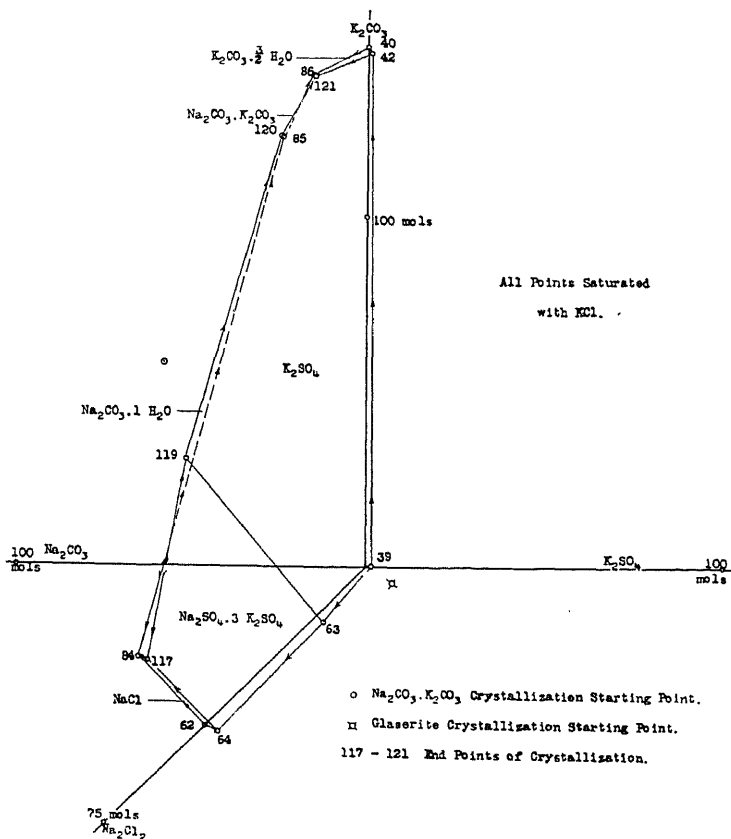 K₂CO₃
40
K₂CO₃.3/2 H₂O
42
86
121
Na₂CO₃.K₂CO₃
120
85
100 mols
All Points Saturated
with KCl.
K₂SO₄
Na₂CO₃.1 H₂O
119
39
100 Na₂CO₃
mols
K₂SO₄ 100
mols
Na₂SO₄.3 K₂SO₄
63
84
117
NaCl
62
64
○ Na₂CO₃.K₂CO₃ Crystallization Starting Point.
¤ Glaserite Crystallization Starting Point.
117 - 121 End Points of Crystallization.
75 mols
Na₂Cl₂